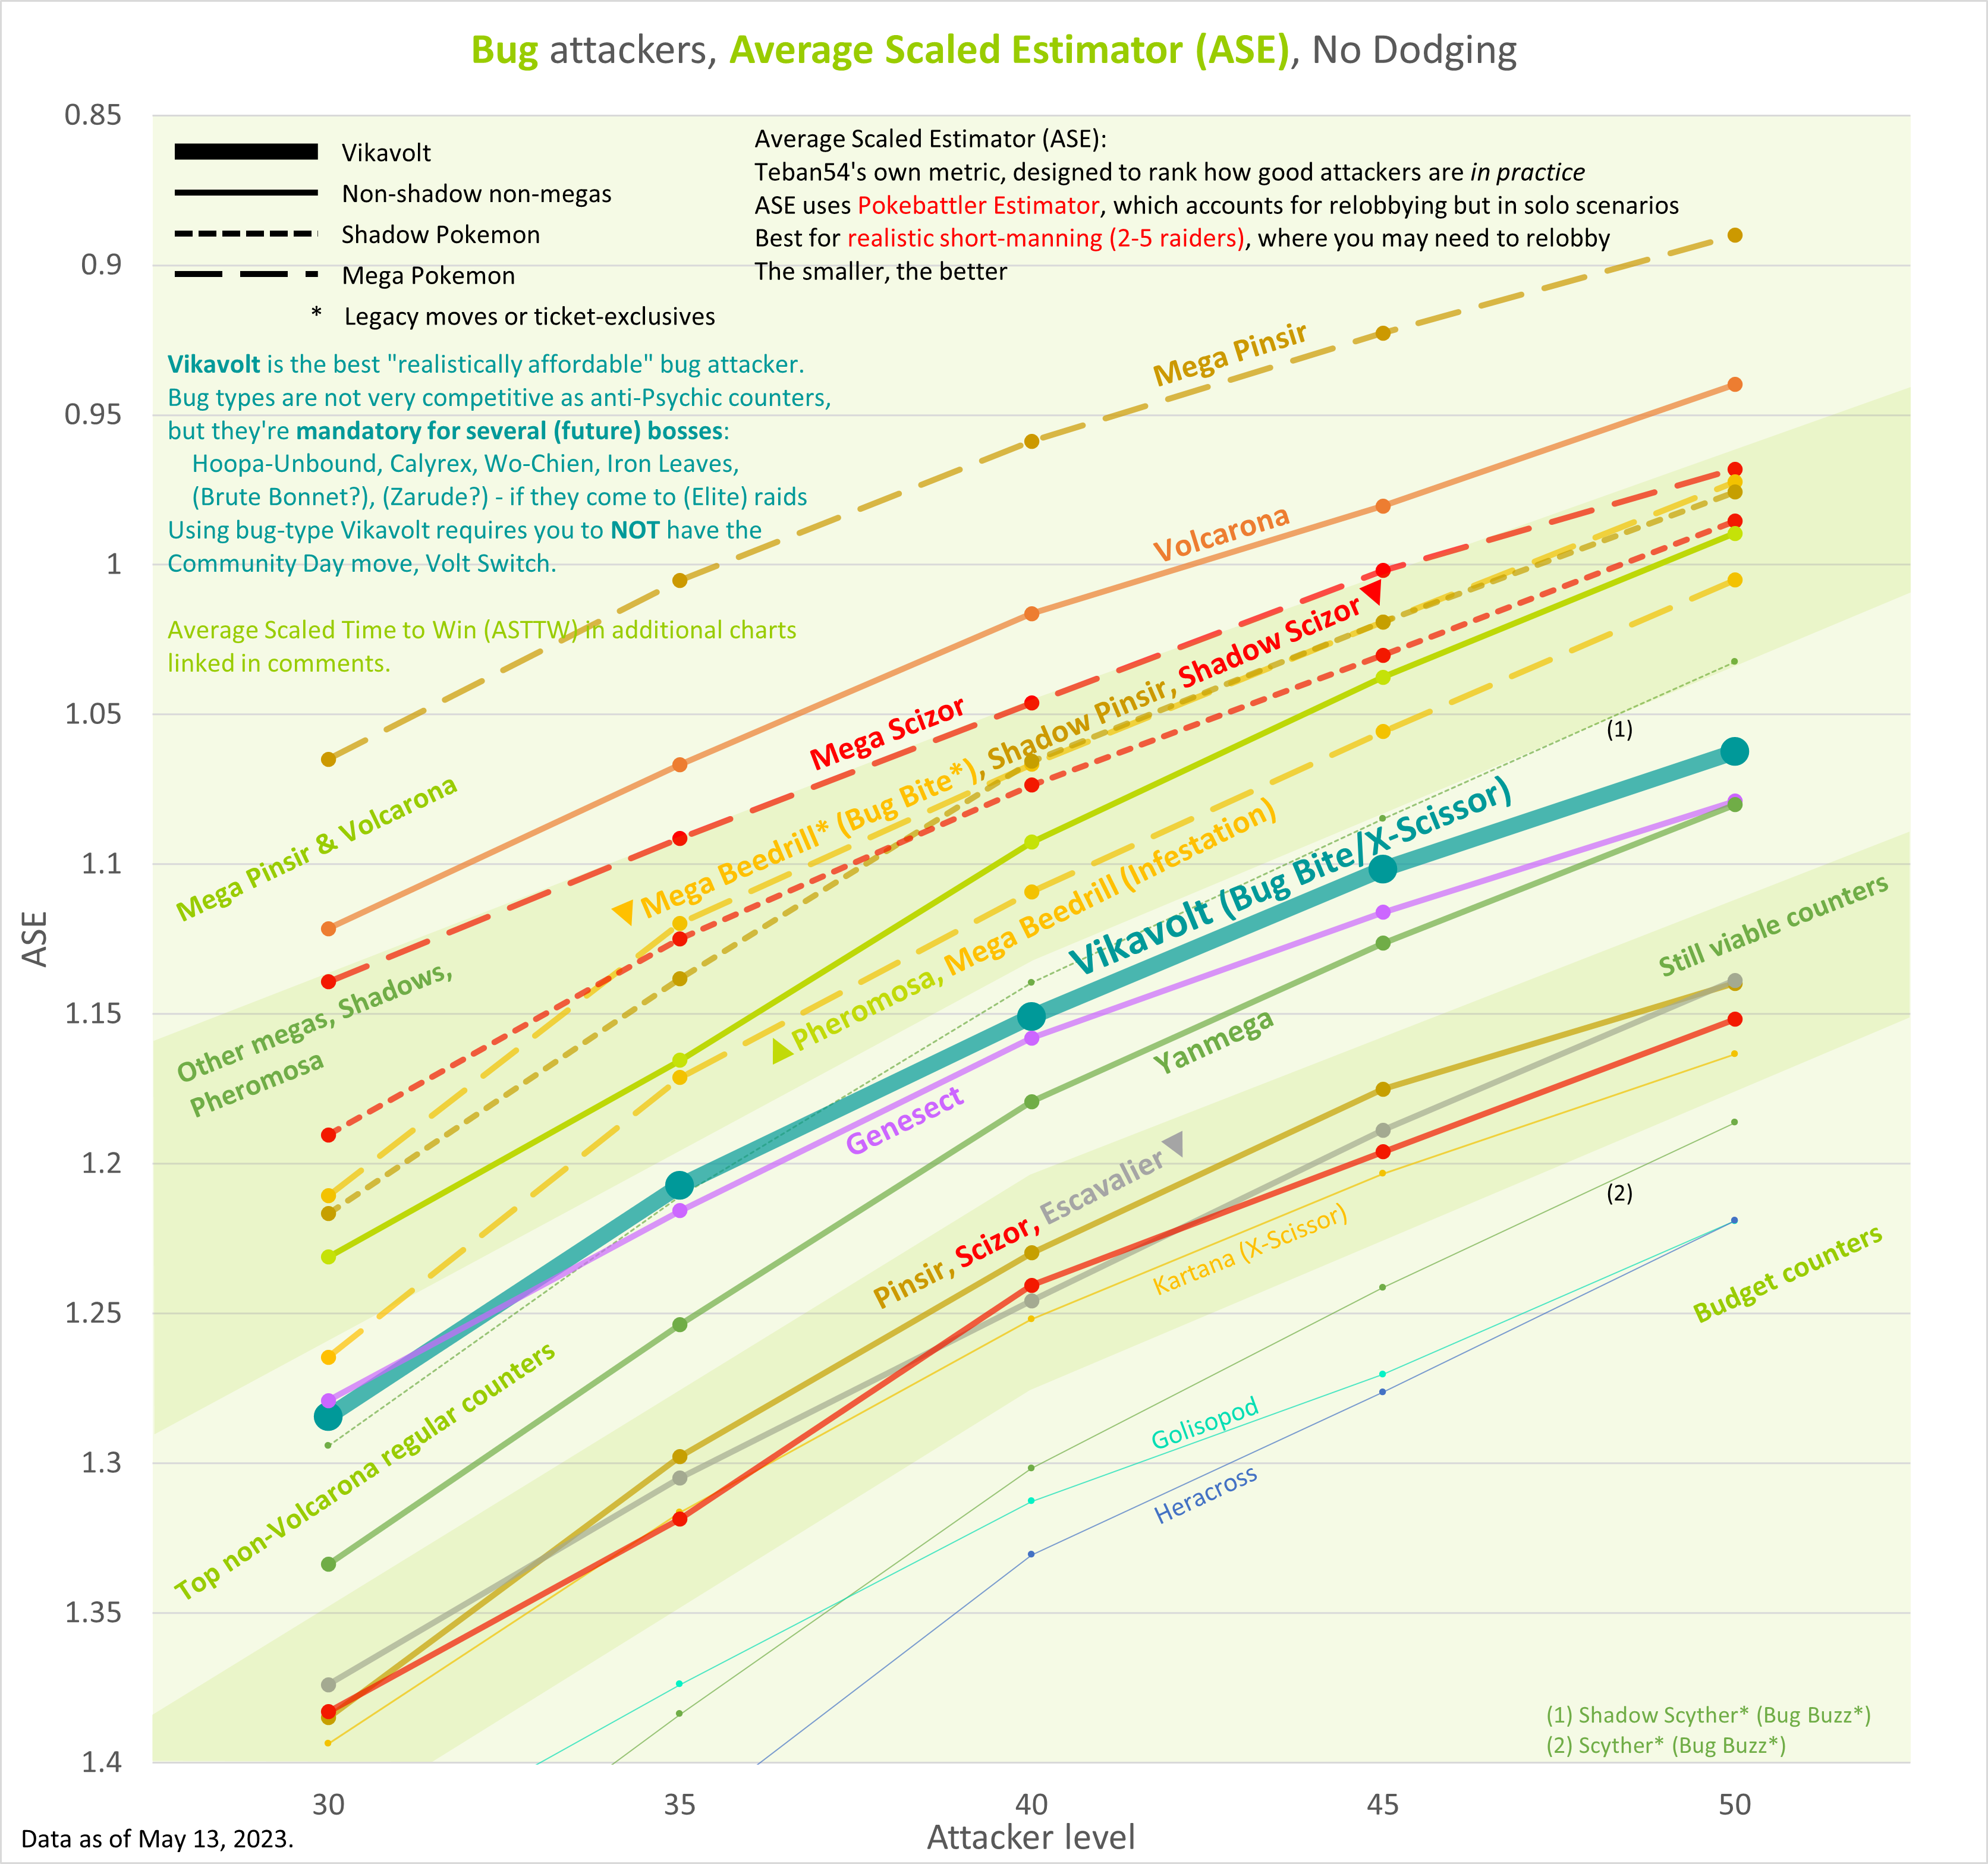 Bug attackers, Average Scaled Estimator (ASE), No Dodging
0.85
0.9
0.95
1
1.05
1.1
1.15
1.2
1.25
1.3
1.35
1.4
ASE
Vikavolt
Non-shadow non-megas
Shadow Pokemon
Mega Pokemon
* Legacy moves or ticket-exclusives
Average Scaled Estimator (ASE):
Teban54's own metric, designed to rank how good attackers are in practice
ASE uses Pokebattler Estimator, which accounts for relobbying but in solo scenarios
Best for realistic short-manning (2-5 raiders), where you may need to relobby
The smaller, the better
Vikavolt is the best "realistically affordable" bug attacker.
Bug types are not very competitive as anti-Psychic counters,
but they're mandatory for several (future) bosses:
Hoopa-Unbound, Calyrex, Wo-Chien, Iron Leaves,
(Brute Bonnet?), (Zarude?) - if they come to (Elite) raids
Using bug-type Vikavolt requires you to NOT have the
Community Day move, Volt Switch.
Average Scaled Time to Win (ASTTW) in additional charts
linked in comments.
Mega Pinsir
Volcarona
Mega Scizor
Mega Beedrill* (Bug Bite*), Shadow Pinsir, Shadow Scizor
Mega Pinsir & Volcarona
Other megas, Shadows,
Pheromosa
Pheromosa, Mega Beedrill (Infestation)
(1)
Vikavolt (Bug Bite/X-Scissor)
Genesect
Yanmega
Still viable counters
Pinsir, Scizor, Escavalier
Kartana (X-Scissor)
(2)
Top non-Volcarona regular counters
Budget counters
Golisopod
Heracross
(1) Shadow Scyther* (Bug Buzz*)
(2) Scyther* (Bug Buzz*)
30
35
40
45
50
Attacker level
Data as of May 13, 2023.